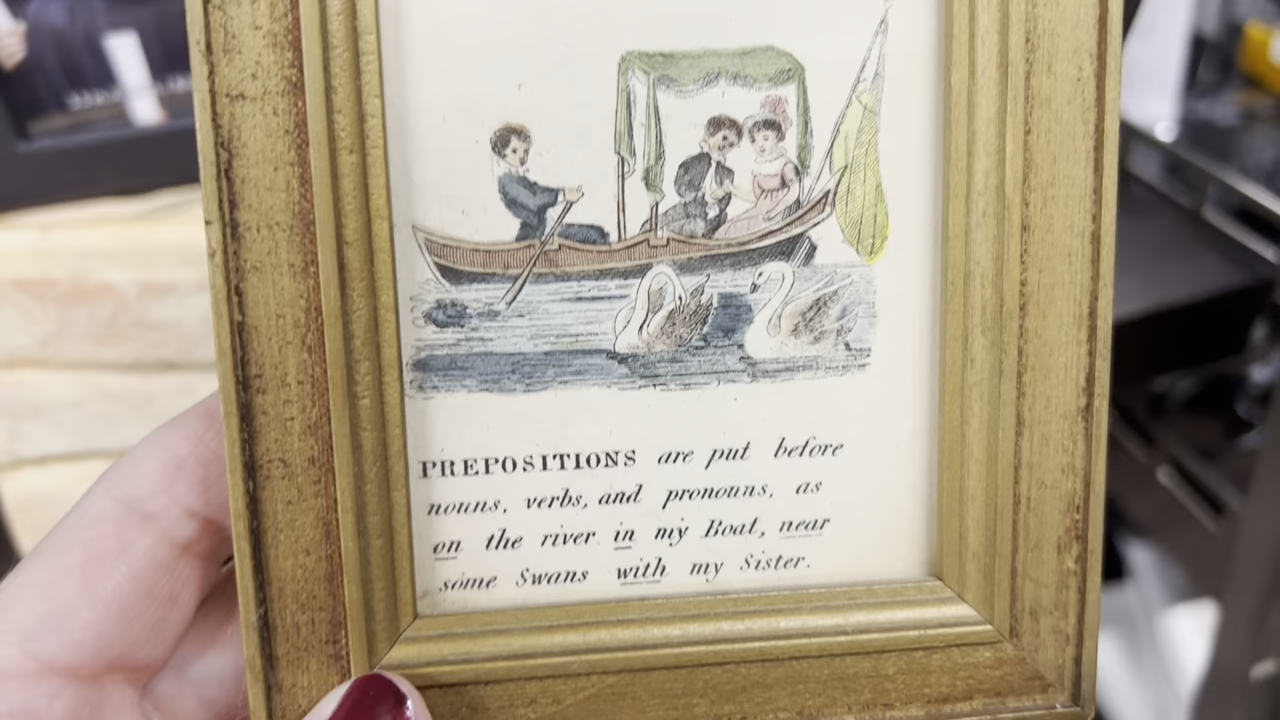 PREPOSITIONS are put before
nouns, verbs, and pronouns, as
on the river in my Boat, near
some Swans with my Sister.